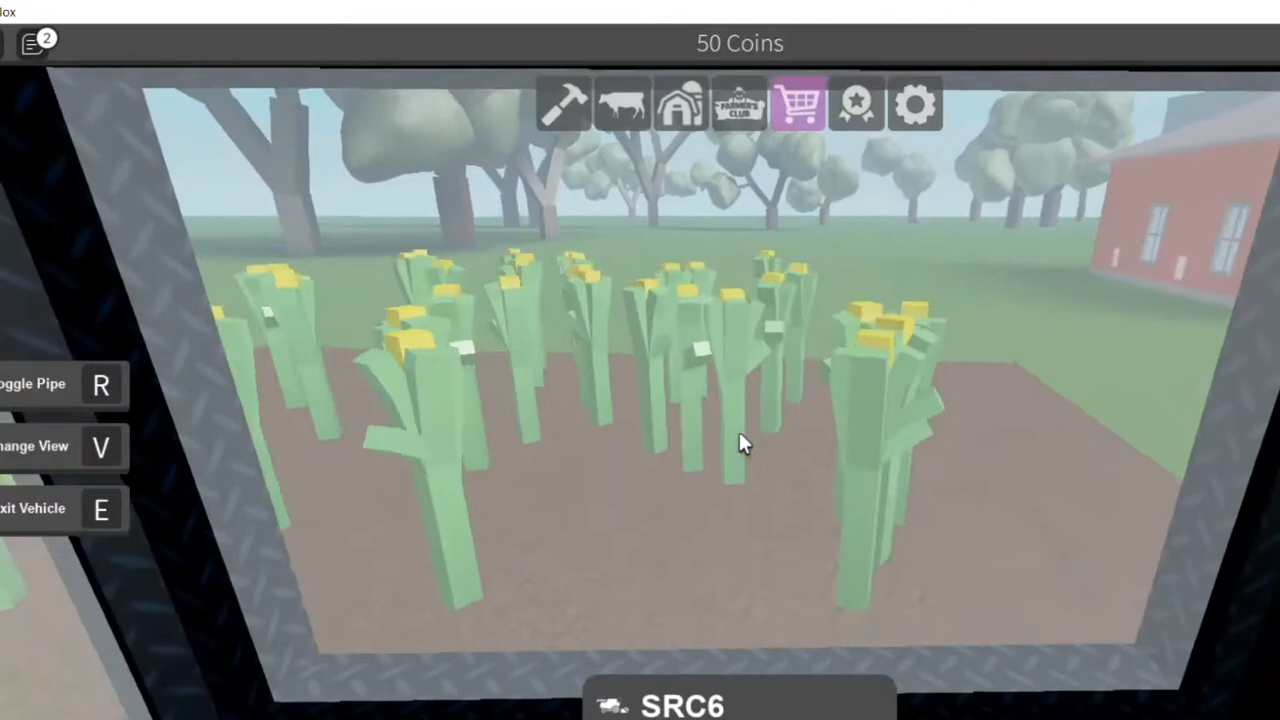 lox
2
50 Coins
FARMER'S
CLUB
oggle Pipe R
hange View V
xit Vehicle E
SRC6